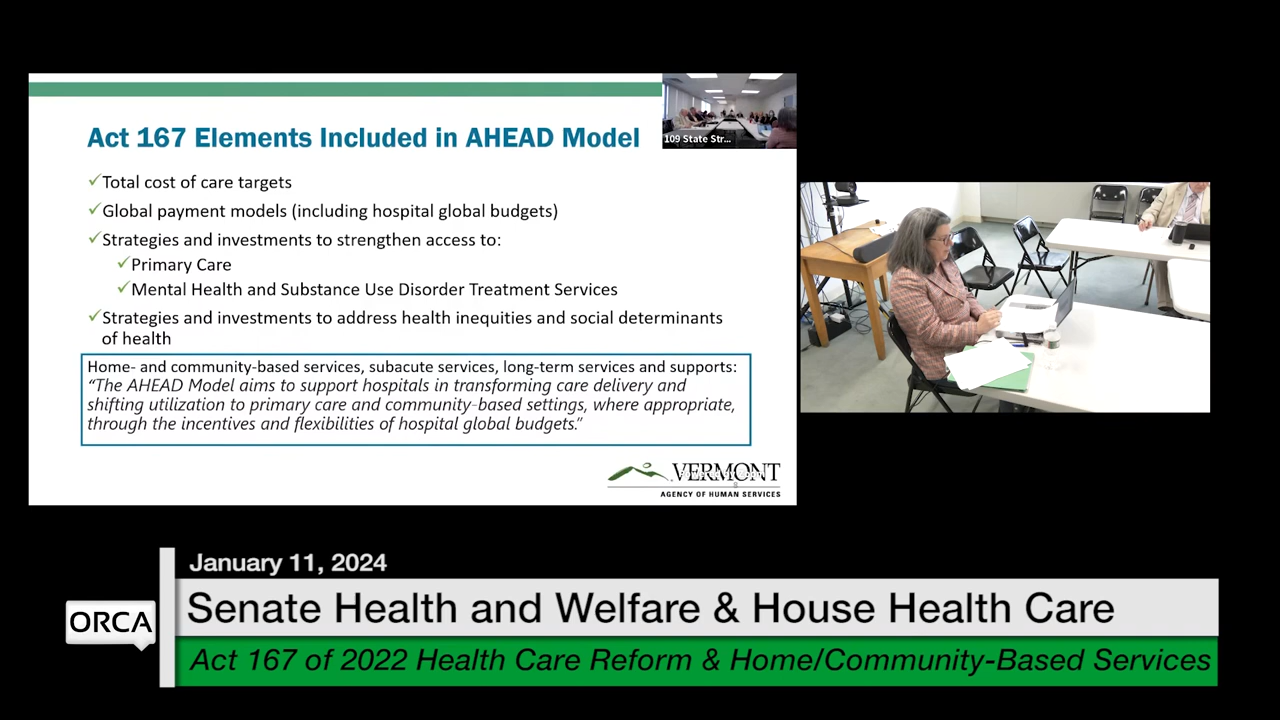 Act 167 Elements Included in AHEAD Model
109 State Str...
✓Total cost of care targets
✓Global payment models (including hospital global budgets)
✓Strategies and investments to strengthen access to:
✓Primary Care
✓Mental Health and Substance Use Disorder Treatment Services
✓Strategies and investments to address health inequities and social determinants
of health
Home- and community-based services, subacute services, long-term services and supports:
“The AHEAD Model aims to support hospitals in transforming care delivery and
shifting utilization to primary care and community-based settings, where appropriate,
through the incentives and flexibilities of hospital global budgets.”
VERMONT
AGENCY OF HUMAN SERVICES
January 11, 2024
ORCA
Senate Health and Welfare & House Health Care
Act 167 of 2022 Health Care Reform & Home/Community-Based Services